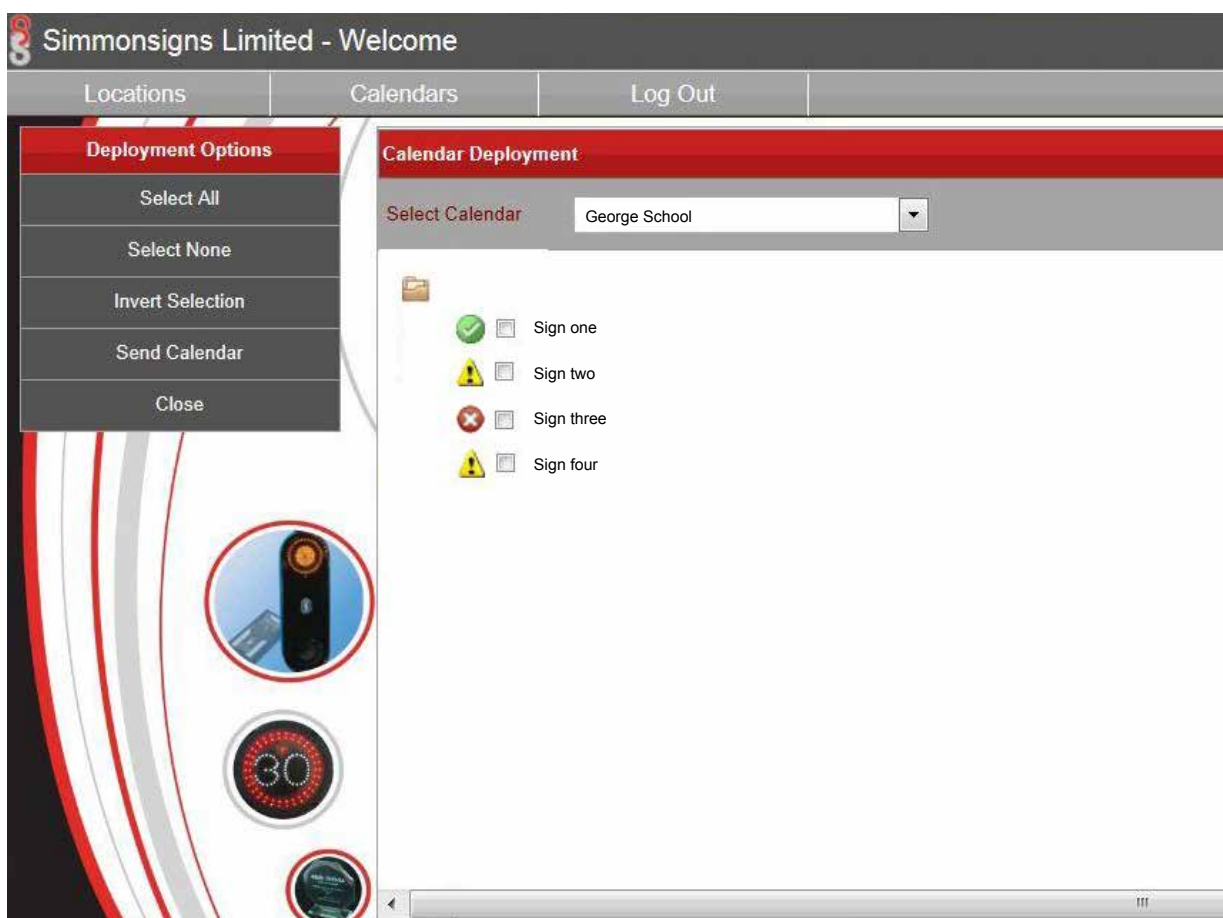 Simmonsigns Limited - Welcome
Locations Calendars Log Out
Deployment Options
Select All
Select None
Invert Selection
Send Calendar
Close
Calendar Deployment
Select Calendar George School
Sign one
Sign two
Sign three
Sign four
30